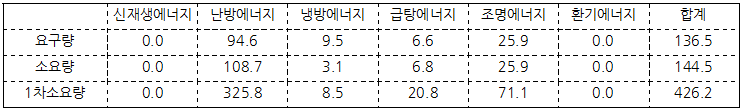 신재생에너지 난방에너지 냉방에너지 급탕에너지 조명에너지 환기에너지 합계
요구량 0.0 94.6 9.5 6.6 25.9 0.0 136.5
소요량 0.0 108.7 3.1 6.8 25.9 0.0 144.5
1차소요량 0.0 325.8 8.5 20.8 71.1 0.0 426.2